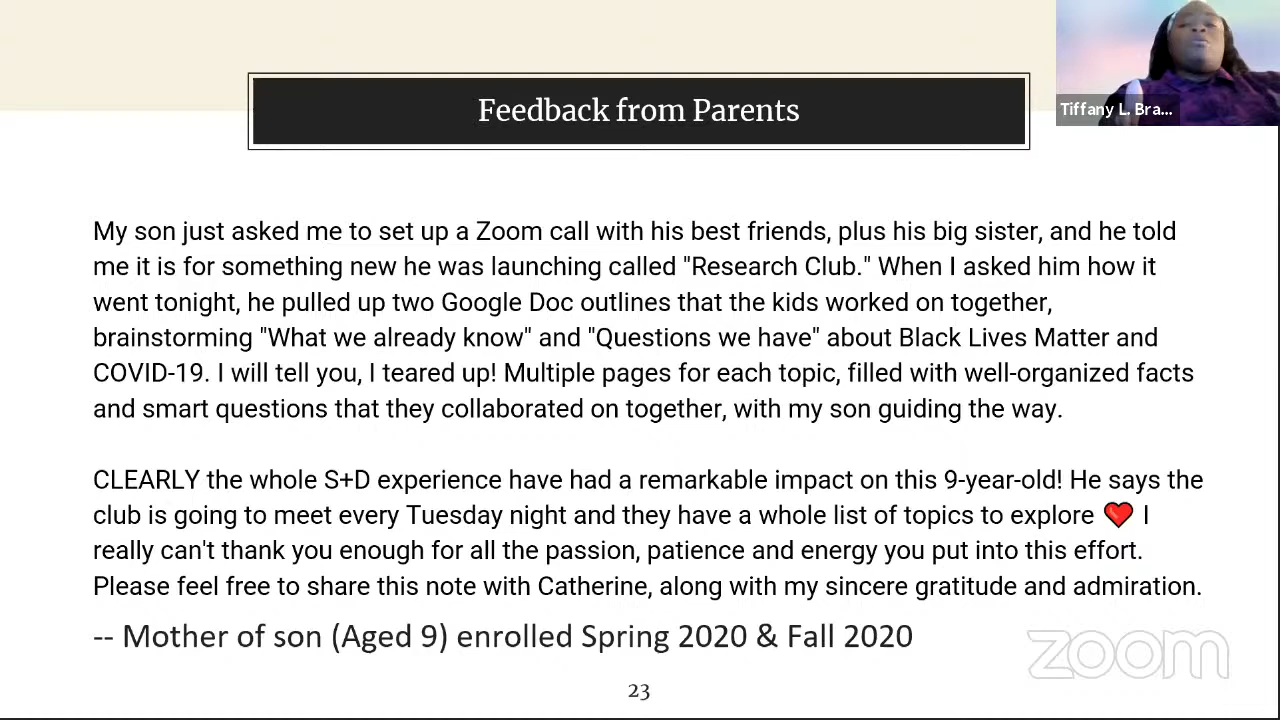 Feedback from Parents
Tiffany L. Bra...
My son just asked me to set up a Zoom call with his best friends, plus his big sister, and he told
me it is for something new he was launching called "Research Club." When I asked him how it
went tonight, he pulled up two Google Doc outlines that the kids worked on together,
brainstorming "What we already know" and "Questions we have" about Black Lives Matter and
COVID-19. I will tell you, I teared up! Multiple pages for each topic, filled with well-organized facts
and smart questions that they collaborated on together, with my son guiding the way.
CLEARLY the whole S+D experience have had a remarkable impact on this 9-year-old! He says the
club is going to meet every Tuesday night and they have a whole list of topics to explore ❤️ I
really can't thank you enough for all the passion, patience and energy you put into this effort.
Please feel free to share this note with Catherine, along with my sincere gratitude and admiration.
-- Mother of son (Aged 9) enrolled Spring 2020 & Fall 2020
zoom
23